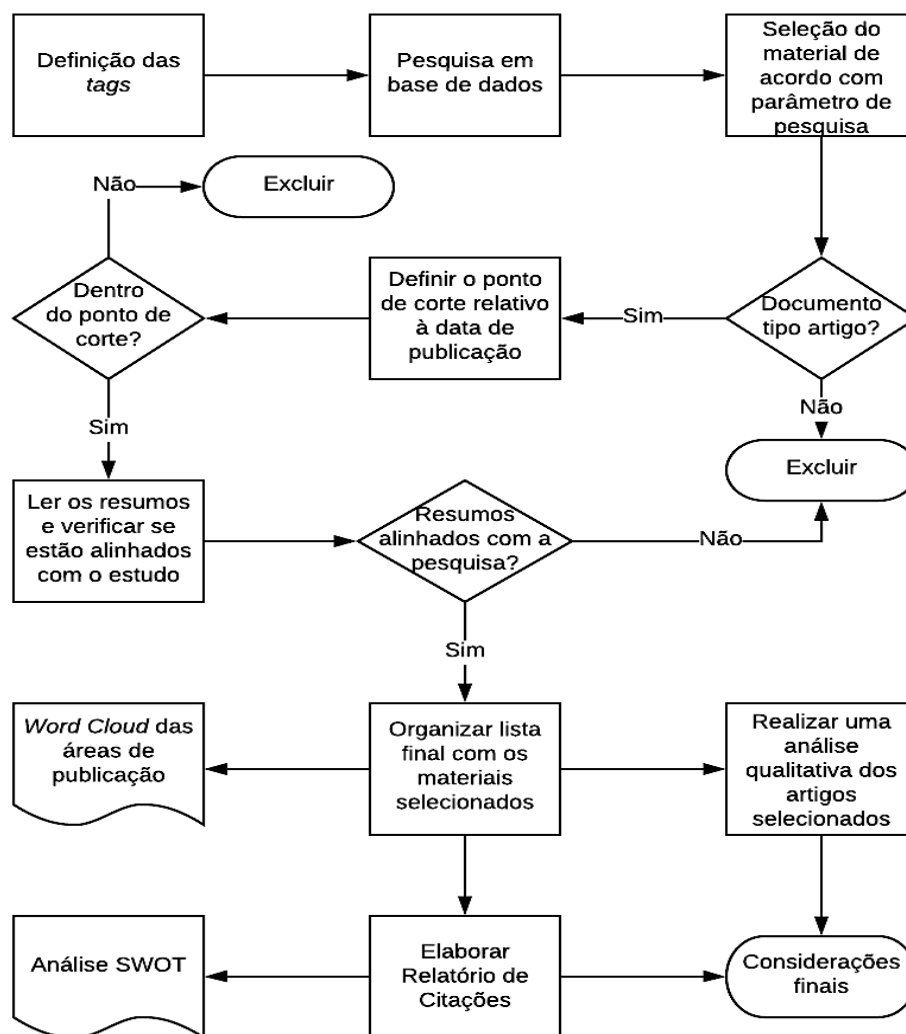 Definição das
tags
Pesquisa em
base de dados
Seleção do
material de
acordo com
parâmetro de
pesquisa
Não
Excluir
Dentro
do ponto de
corte?
Definir o ponto
de corte relativo
à data de
publicação
Sim
Documento
tipo artigo?
Não
Sim
Excluir
Ler os resumos
e verificar se
estão alinhados
com o estudo
Resumos
alinhados com a
pesquisa?
Não
Sim
Word Cloud das
áreas de
publicação
Organizar lista
final com os
materiais
selecionados
Realizar uma
análise
qualitativa dos
artigos
selecionados
Análise SWOT
Elaborar
Relatório de
Citações
Considerações
finais